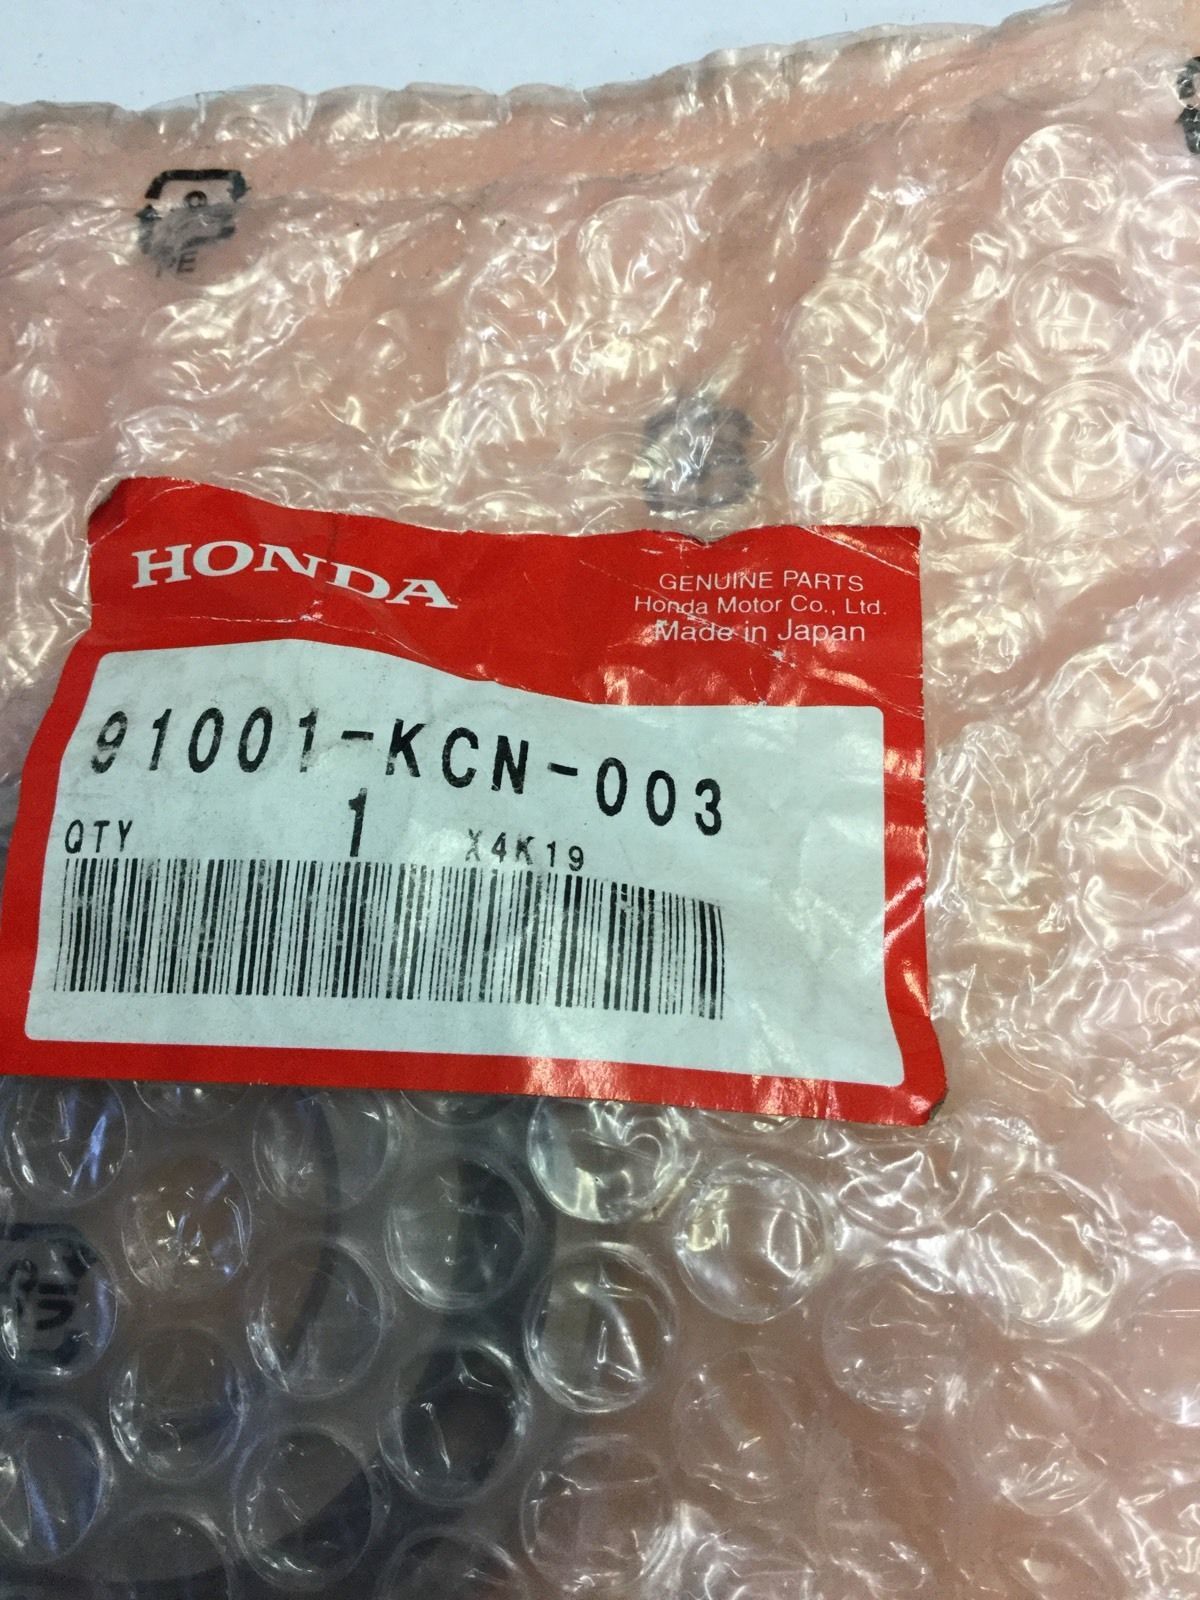 HONDA
GENUINE PARTS
Honda Motor Co., Ltd.
Made in Japan
91001-KCN-003
QTY 1 X4K19